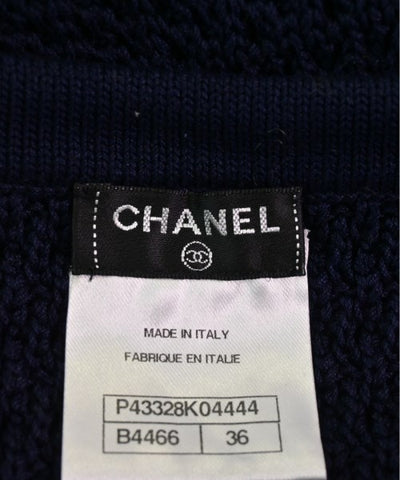 CHANEL
MADE IN ITALY
FABRIQUE EN ITALIE
P43328K04444
B4466 36